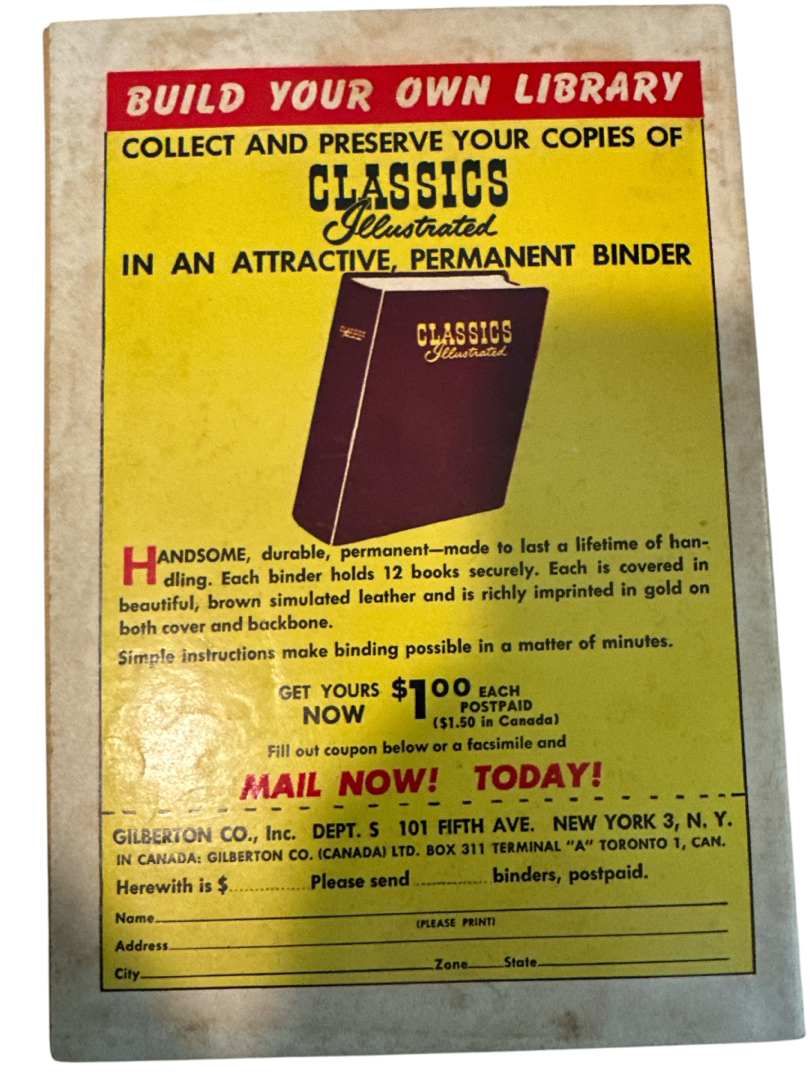 BUILD YOUR OWN LIBRARY
COLLECT AND PRESERVE YOUR COPIES OF
CLASSICS
Illustrated
IN AN ATTRACTIVE, PERMANENT BINDER
CLASSICS
Illustrated
CLASSICS
Illustrated
HANDSOME, durable, permanent—made to last a lifetime of han-
dling. Each binder holds 12 books securely. Each is covered in
beautiful, brown simulated leather and is richly imprinted in gold on
both cover and backbone.
Simple instructions make binding possible in a matter of minutes.
GET YOURS NOW $1.00 EACH POSTPAID
($1.50 in Canada)
Fill out coupon below or a facsimile and
MAIL NOW! TODAY!
GILBERTON CO., Inc. DEPT. S 101 FIFTH AVE. NEW YORK 3, N. Y.
IN CANADA: GILBERTON CO. (CANADA) LTD. BOX 311 TERMINAL "A" TORONTO 1, CAN.
Herewith is $............Please send ............ binders, postpaid.
Name
(PLEASE PRINT)
Address
City Zone State